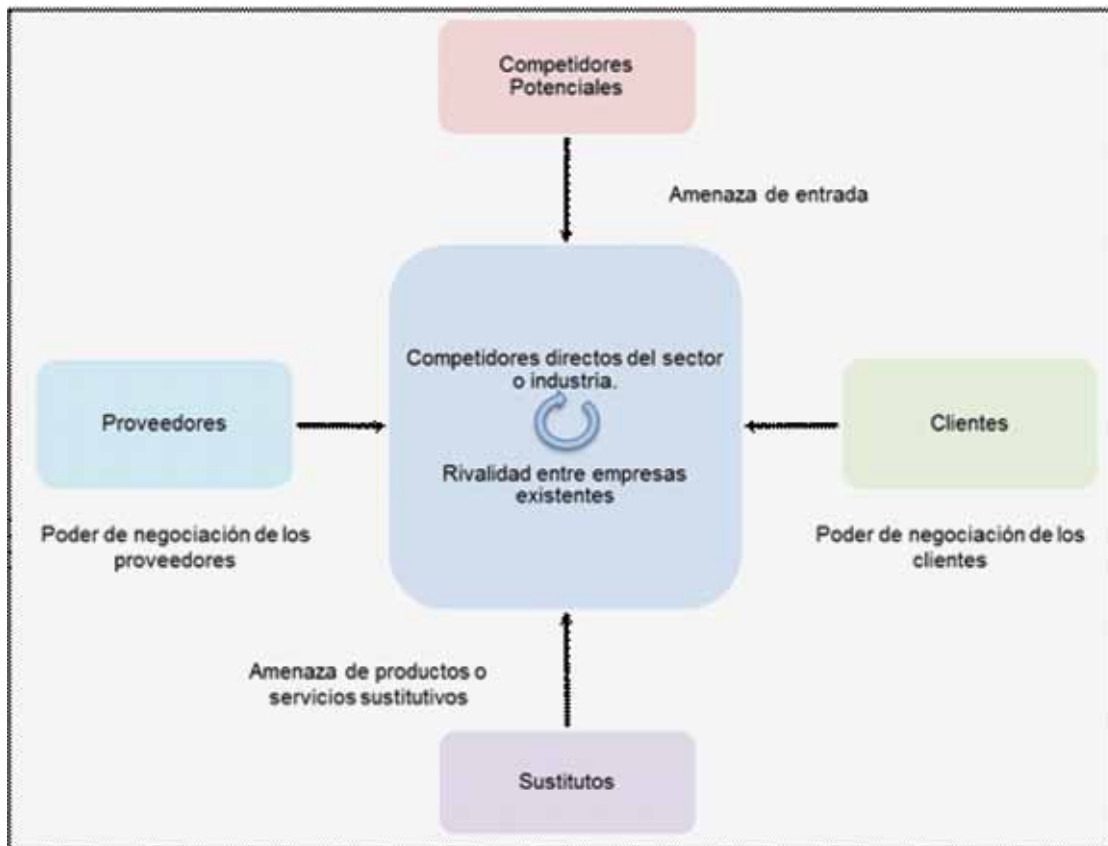 Competidores
Potenciales
Amenaza de entrada
Competidores directos del sector
o industria.
Rivalidad entre empresas
existentes
Proveedores
Poder de negociación de los
proveedores
Clientes
Poder de negociación de los
clientes
Amenaza de productos o
servicios sustitutivos
Sustitutos